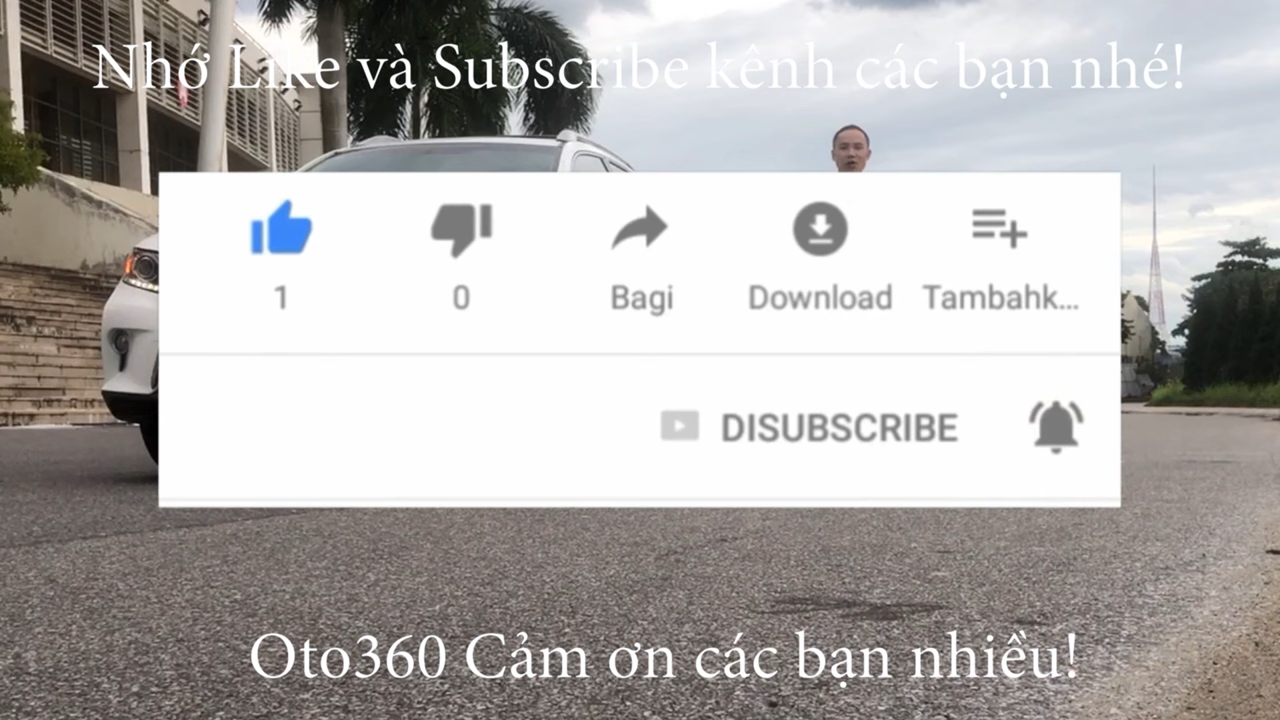 Nhớ Like và Subscribe kênh các bạn nhé!
1 0 Bagi Download Tambahk...
DISUBSCRIBE
Oto360 Cảm ơn các bạn nhiều!